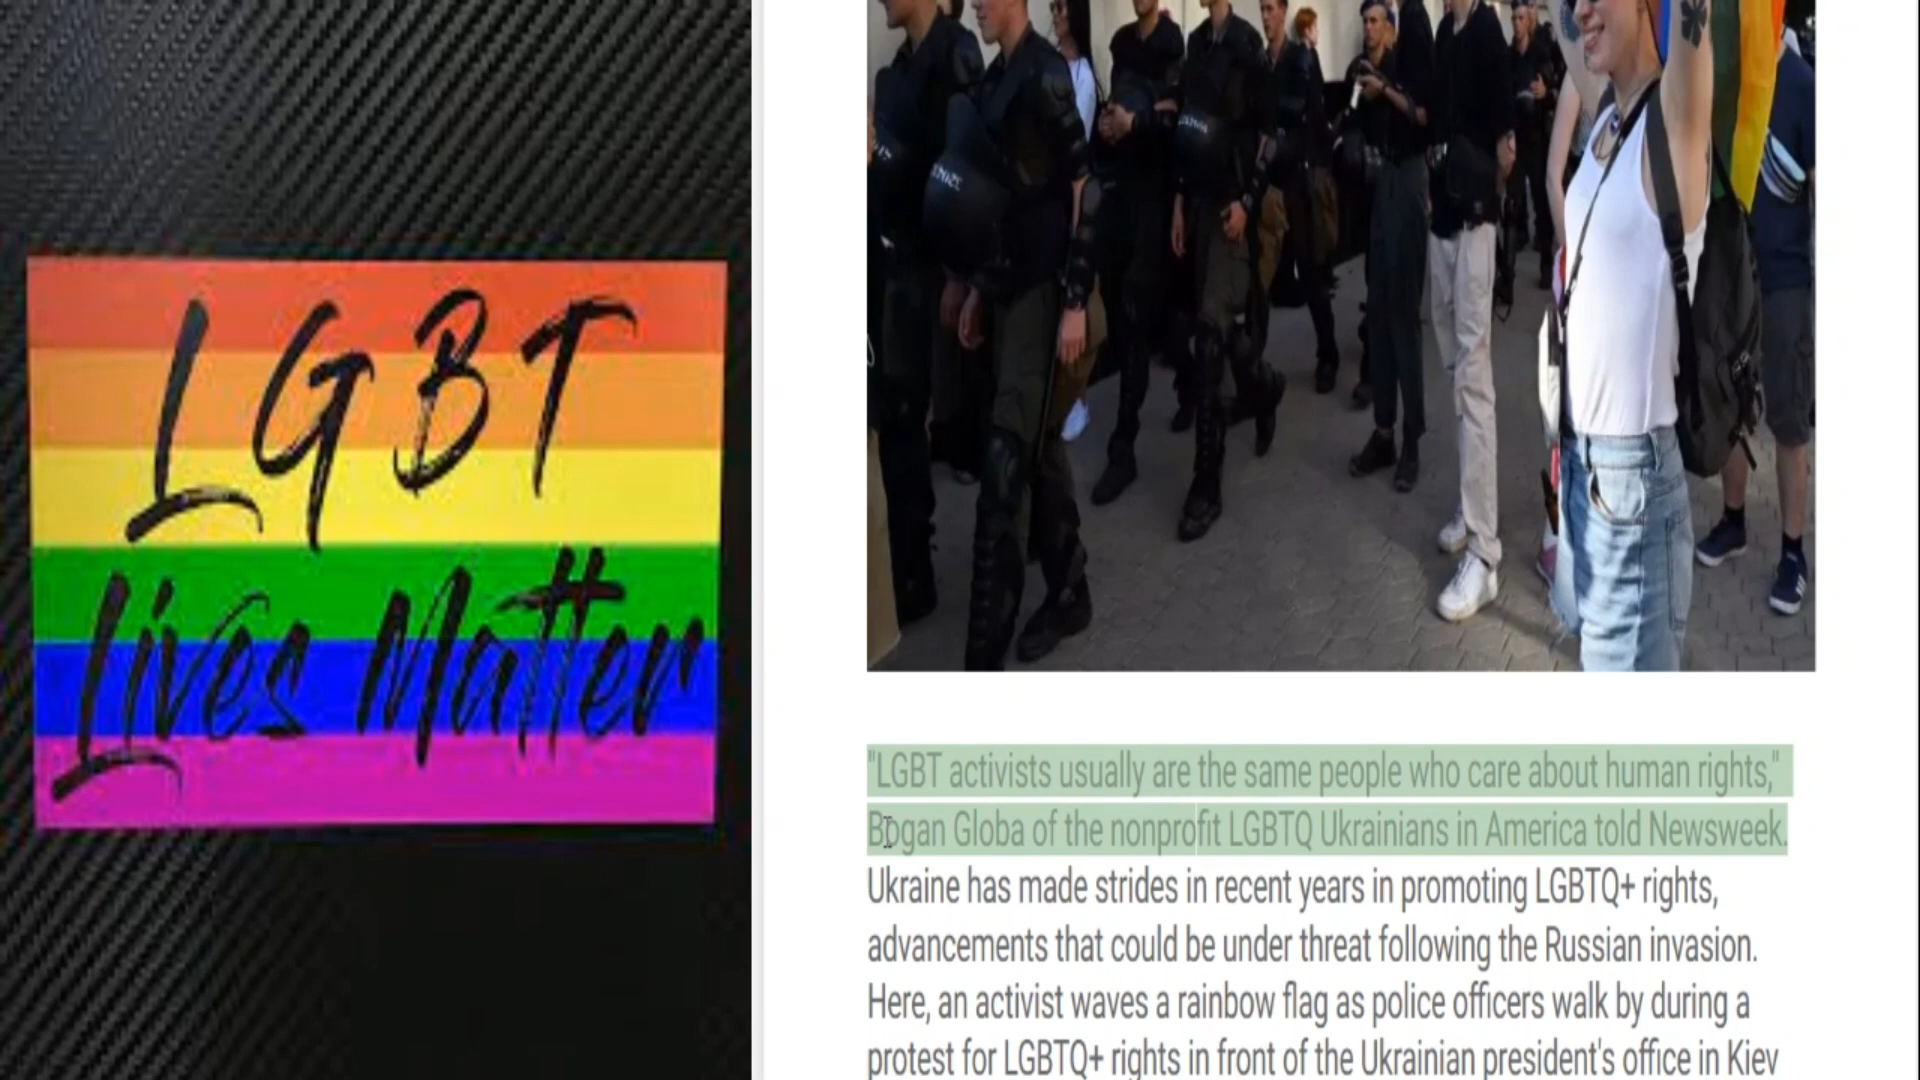 LGBT
Lives Matter
"LGBT activists usually are the same people who care about human rights,"
Bogan Globa of the nonprofit LGBTQ Ukrainians in America told Newsweek.
Ukraine has made strides in recent years in promoting LGBTQ+ rights,
advancements that could be under threat following the Russian invasion.
Here, an activist waves a rainbow flag as police officers walk by during a
protest for LGBTQ+ rights in front of the Ukrainian president's office in Kiev